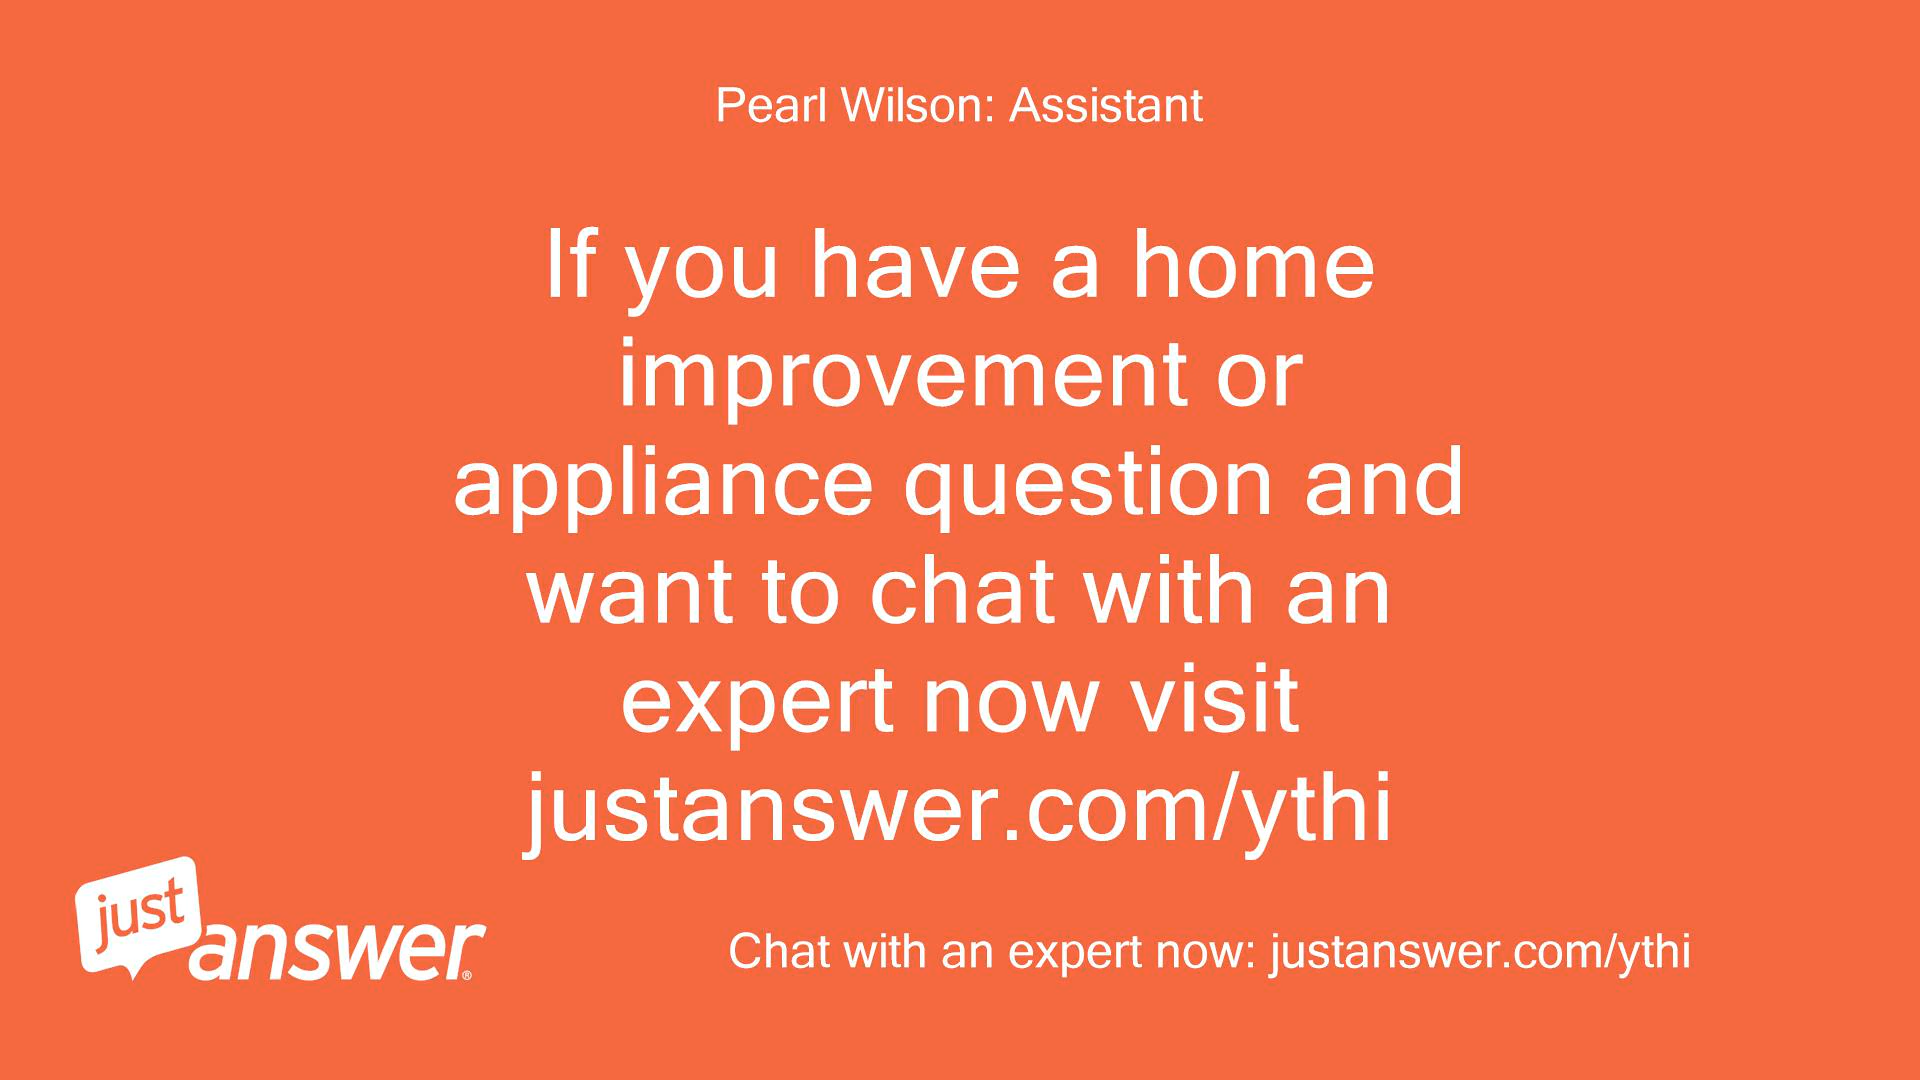 Pearl Wilson: Assistant
If you have a home
improvement or
appliance question and
want to chat with an
expert now visit
justanswer.com/ythi
just
answer®
Chat with an expert now: justanswer.com/ythi